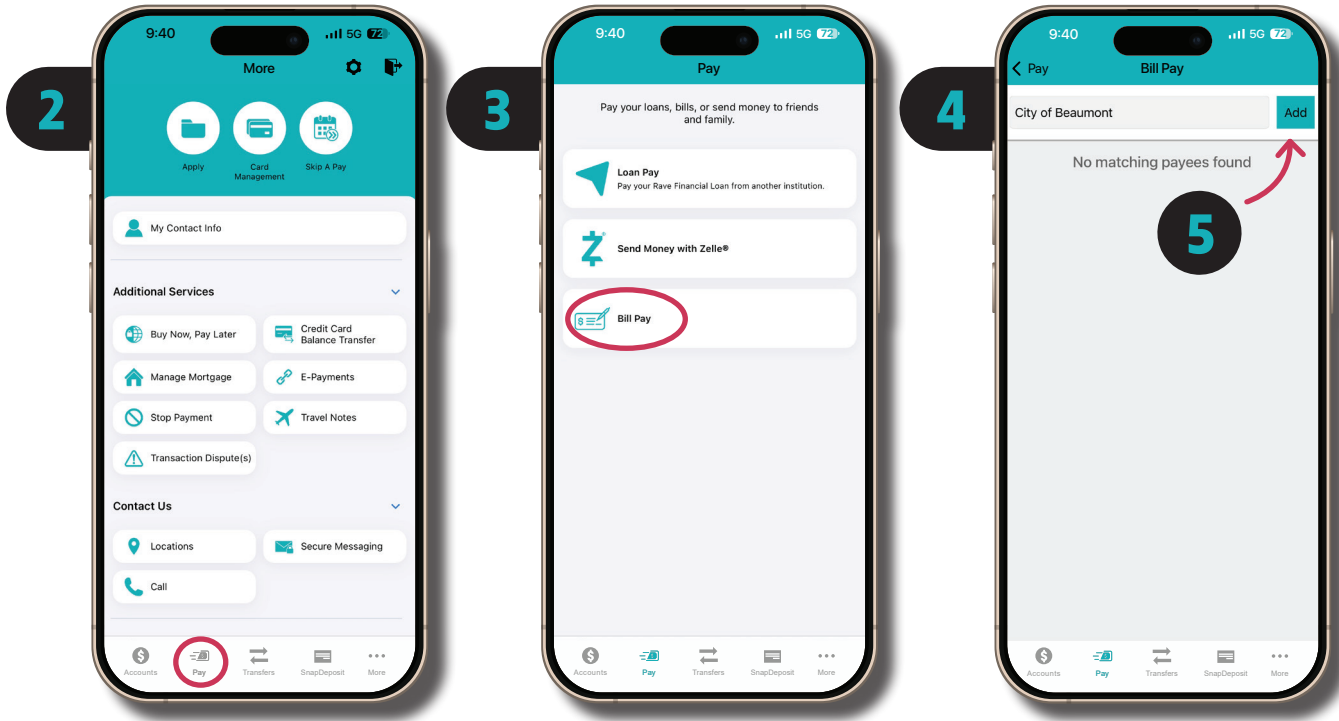 2
9:40
5G 72
More
Apply
Card
Management
Skip A Pay
My Contact Info
Additional Services
Buy Now, Pay Later
Credit Card
Balance Transfer
Manage Mortgage
E-Payments
Stop Payment
Travel Notes
Transaction Dispute(s)
Contact Us
Locations
Secure Messaging
Call
Accounts
Pay
Transfers
SnapDeposit
More
3
9:40
5G 72
Pay
Pay your loans, bills, or send money to friends
and family.
Loan Pay
Pay your Rave Financial Loan from another institution.
Send Money with Zelle®
Bill Pay
Accounts
Pay
Transfers
SnapDeposit
More
4
9:40
5G 72
Pay
Bill Pay
City of Beaumont
Add
No matching payees found
5
Accounts
Pay
Transfers
SnapDeposit
More